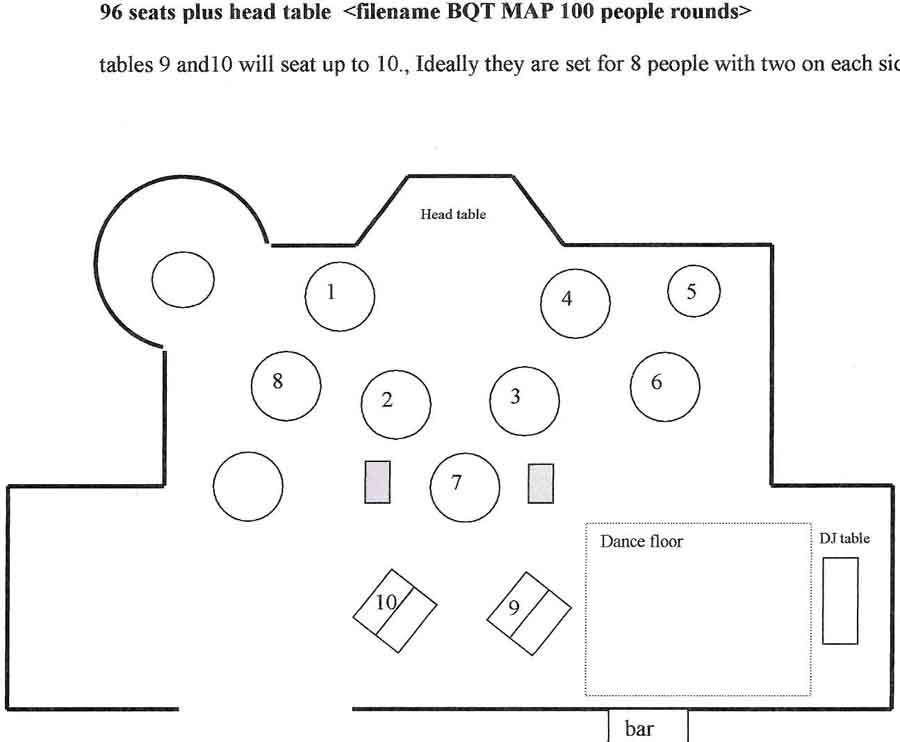 96 seats plus head table <filename BQT MAP 100 people rounds>
tables 9 and10 will seat up to 10., Ideally they are set for 8 people with two on each
Head table
1
4
5
8
2
3
6
7
Dance floor
DJ table
10
9
bar